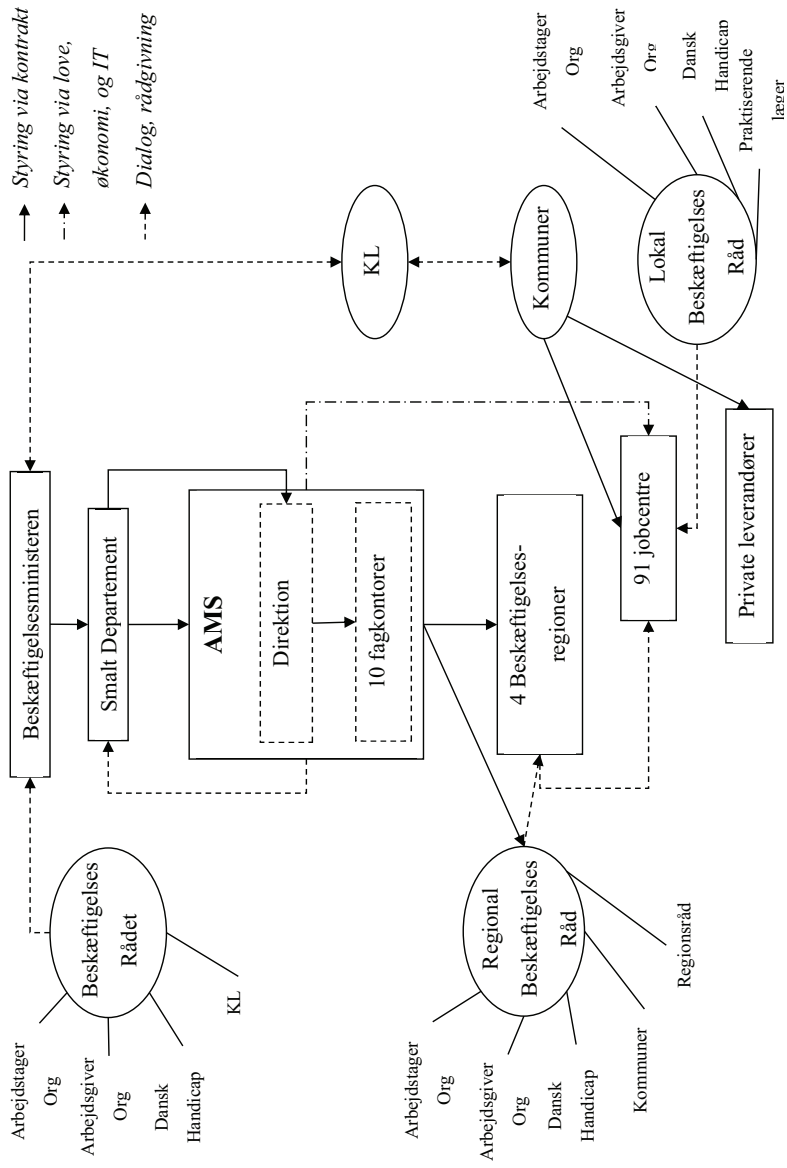 Styring via kontrakt
Styring via love,
økonomi, og IT
Dialog, rådgivning
Beskæftigelsesministeren
Smalt Departement
AMS
Direktion
10 fagkontorer
4 Beskæftigelses-
regioner
91 jobcentre
Private leverandører
KL
Kommuner
Beskæftigelses
Rådet
Arbejdstager
Org
Arbejdsgiver
Org
Dansk
Handicap
KL
Regional
Beskæftigelses
Råd
Arbejdstager
Org
Arbejdsgiver
Org
Dansk
Handicap
Kommuner
Regionsråd
Lokal
Beskæftigelses
Råd
Arbejdstager
Org
Arbejdsgiver
Org
Dansk
Handicap
Praktiserende
læger